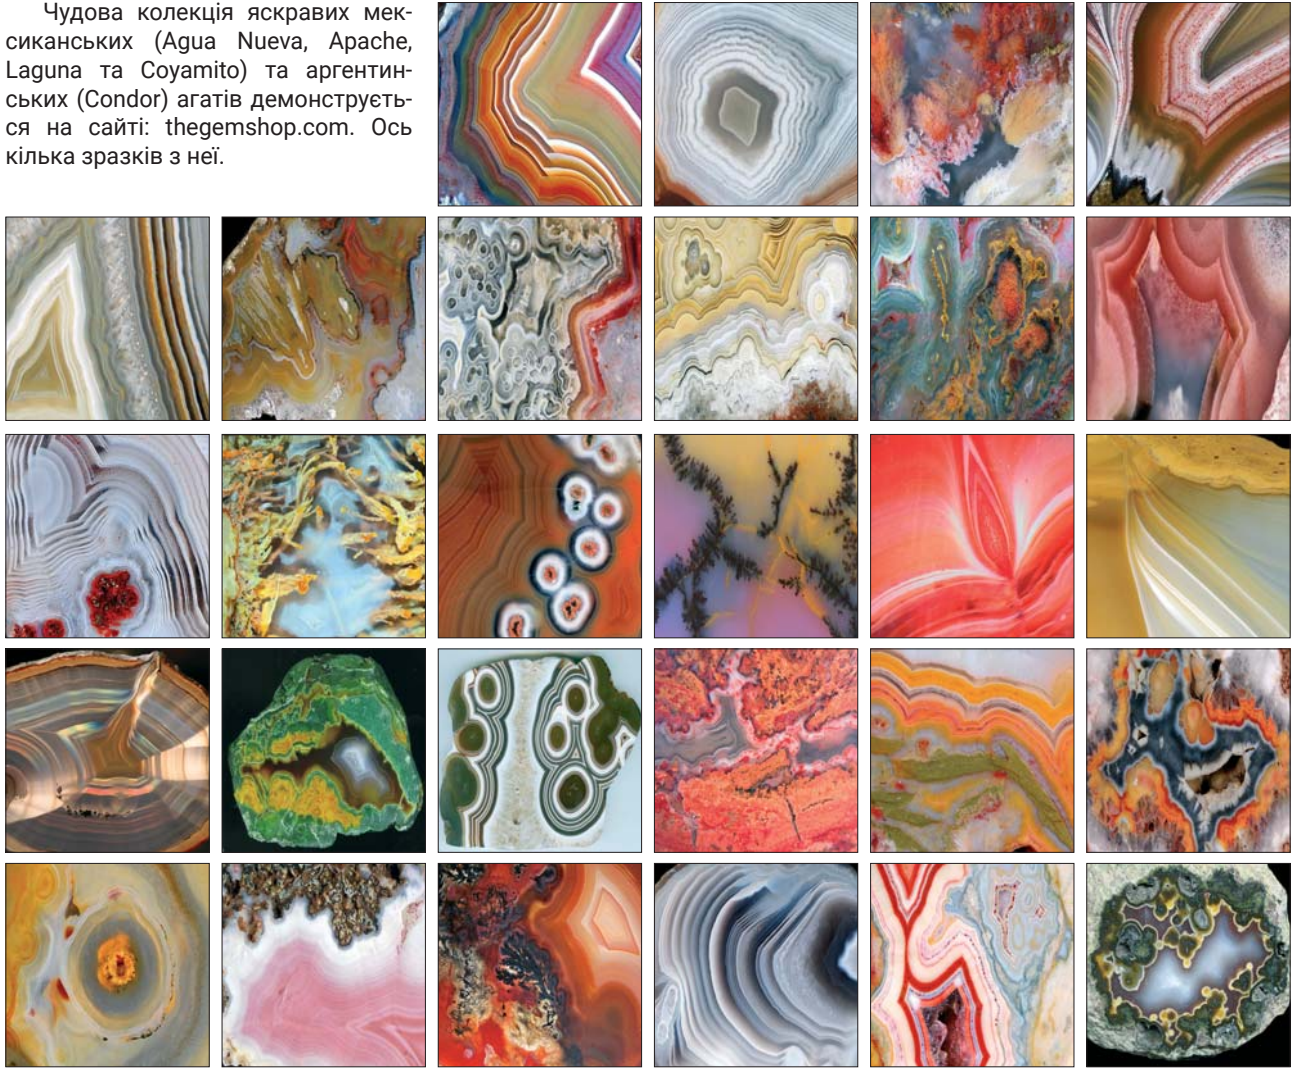 Чудова колекція яскравих мек-
сиканських (Agua Nueva, Apache,
Laguna та Coyamito) та аргентин-
ських (Condor) агатів демонструєть-
ся на сайті: thegemshop.com. Ось
кілька зразків з неї.